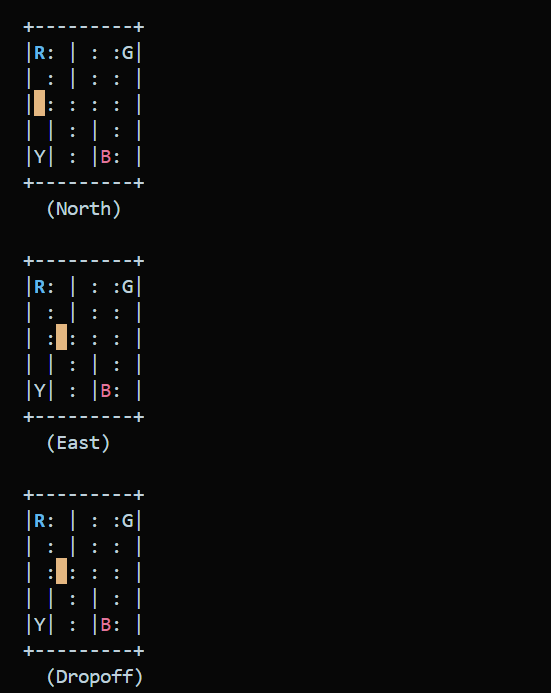 +---------+
|R: | : :G|
| : | : : |
| : : : : |
| | : | : |
|Y| : |B: |
+---------+
  (North)

+---------+
|R: | : :G|
| : | : : |
| : : : : |
| | : | : |
|Y| : |B: |
+---------+
  (East)

+---------+
|R: | : :G|
| : | : : |
| : : : : |
| | : | : |
|Y| : |B: |
+---------+
  (Dropoff)